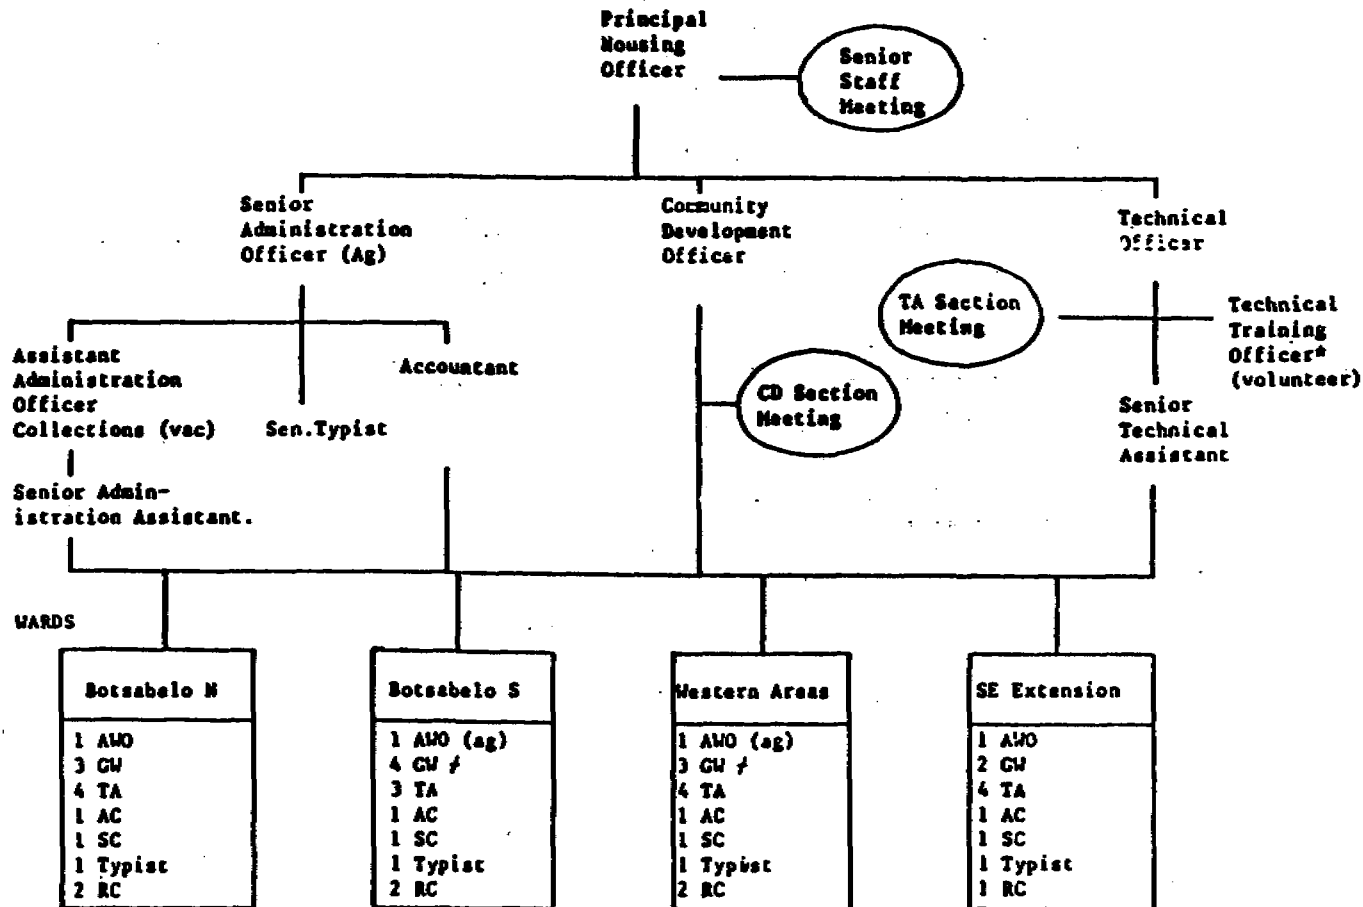 Principal
Housing
Officer
Senior
Staff
Meeting
Senior
Administration
Officer (Ag)
Community
Development
Officer
Technical
Officer
TA Section
Meeting
Technical
Training
Officer*
(volunteer)
Assistant
Administration
Officer
Collections (vac)
Accountant
Sen.Typist
CD Section
Meeting
Senior
Technical
Assistant
Senior Admin-
istration Assistant.
WARDS
Botsabelo N
1 AWO
3 GW
4 TA
1 AC
1 SC
1 Typist
2 RC
Botsabelo S
1 AWO (ag)
4 GW ≠
3 TA
1 AC
1 SC
1 Typist
2 RC
Western Areas
1 AWO (ag)
3 GW ≠
4 TA
1 AC
1 SC
1 Typist
2 RC
SE Extension
1 AWO
2 GW
4 TA
1 AC
1 SC
1 Typist
1 RC